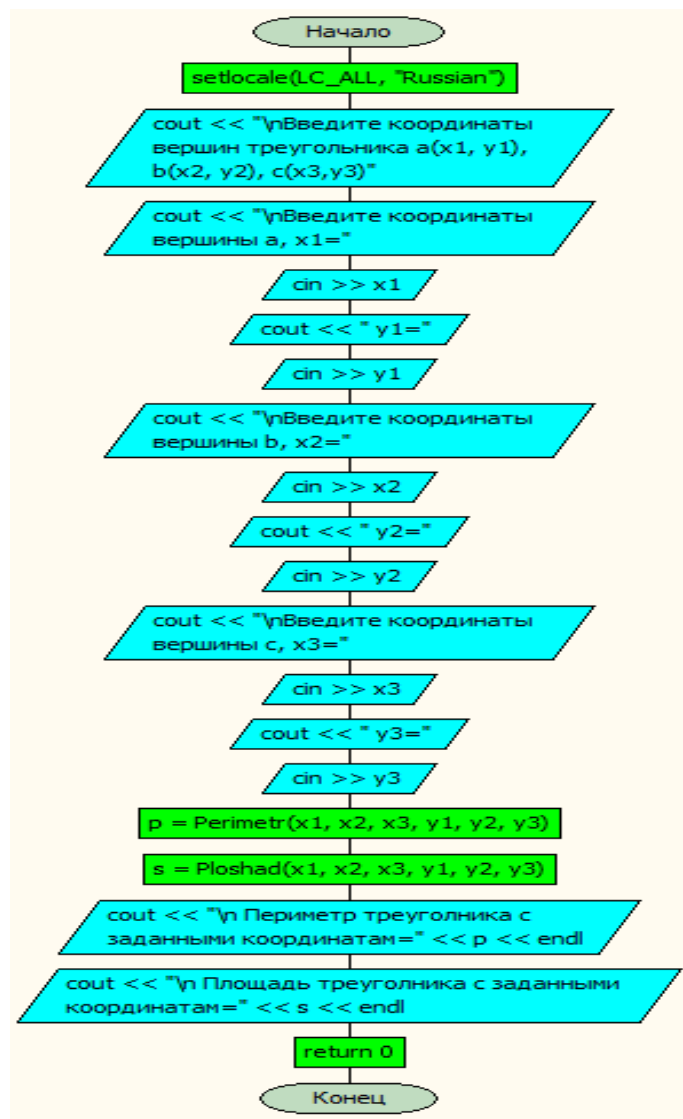 Начало
setlocale(LC_ALL, "Russian")
cout << "\nВведите координаты
вершин треугольника a(x1, y1),
b(x2, y2), c(x3,y3)"
cout << "\nВведите координаты
вершины a, x1="
cin >> x1
cout << " y1="
cin >> y1
cout << "\nВведите координаты
вершины b, x2="
cin >> x2
cout << " y2="
cin >> y2
cout << "\nВведите координаты
вершины c, x3="
cin >> x3
cout << " y3="
cin >> y3
p = Perimetr(x1, x2, x3, y1, y2, y3)
s = Ploshad(x1, x2, x3, y1, y2, y3)
cout << "\n Периметр треуголника с
заданными координатам=" << p << endl
cout << "\n Площадь треуголника с заданными
координатам=" << s << endl
return 0
Конец